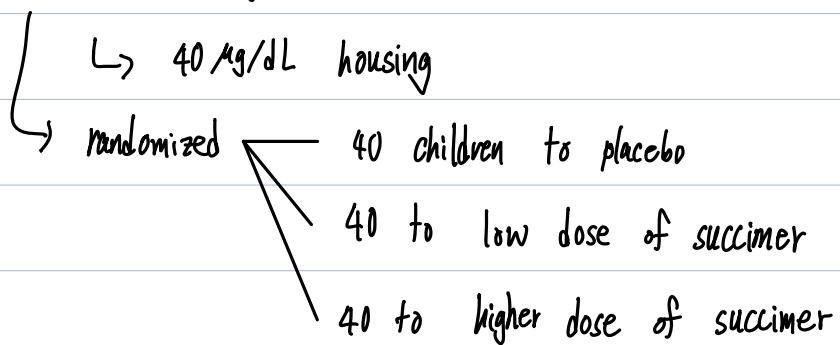 ↳ 40 µg/dL housing
↳ randomized
40 children to placebo
40 to low dose of succimer
40 to higher dose of succimer